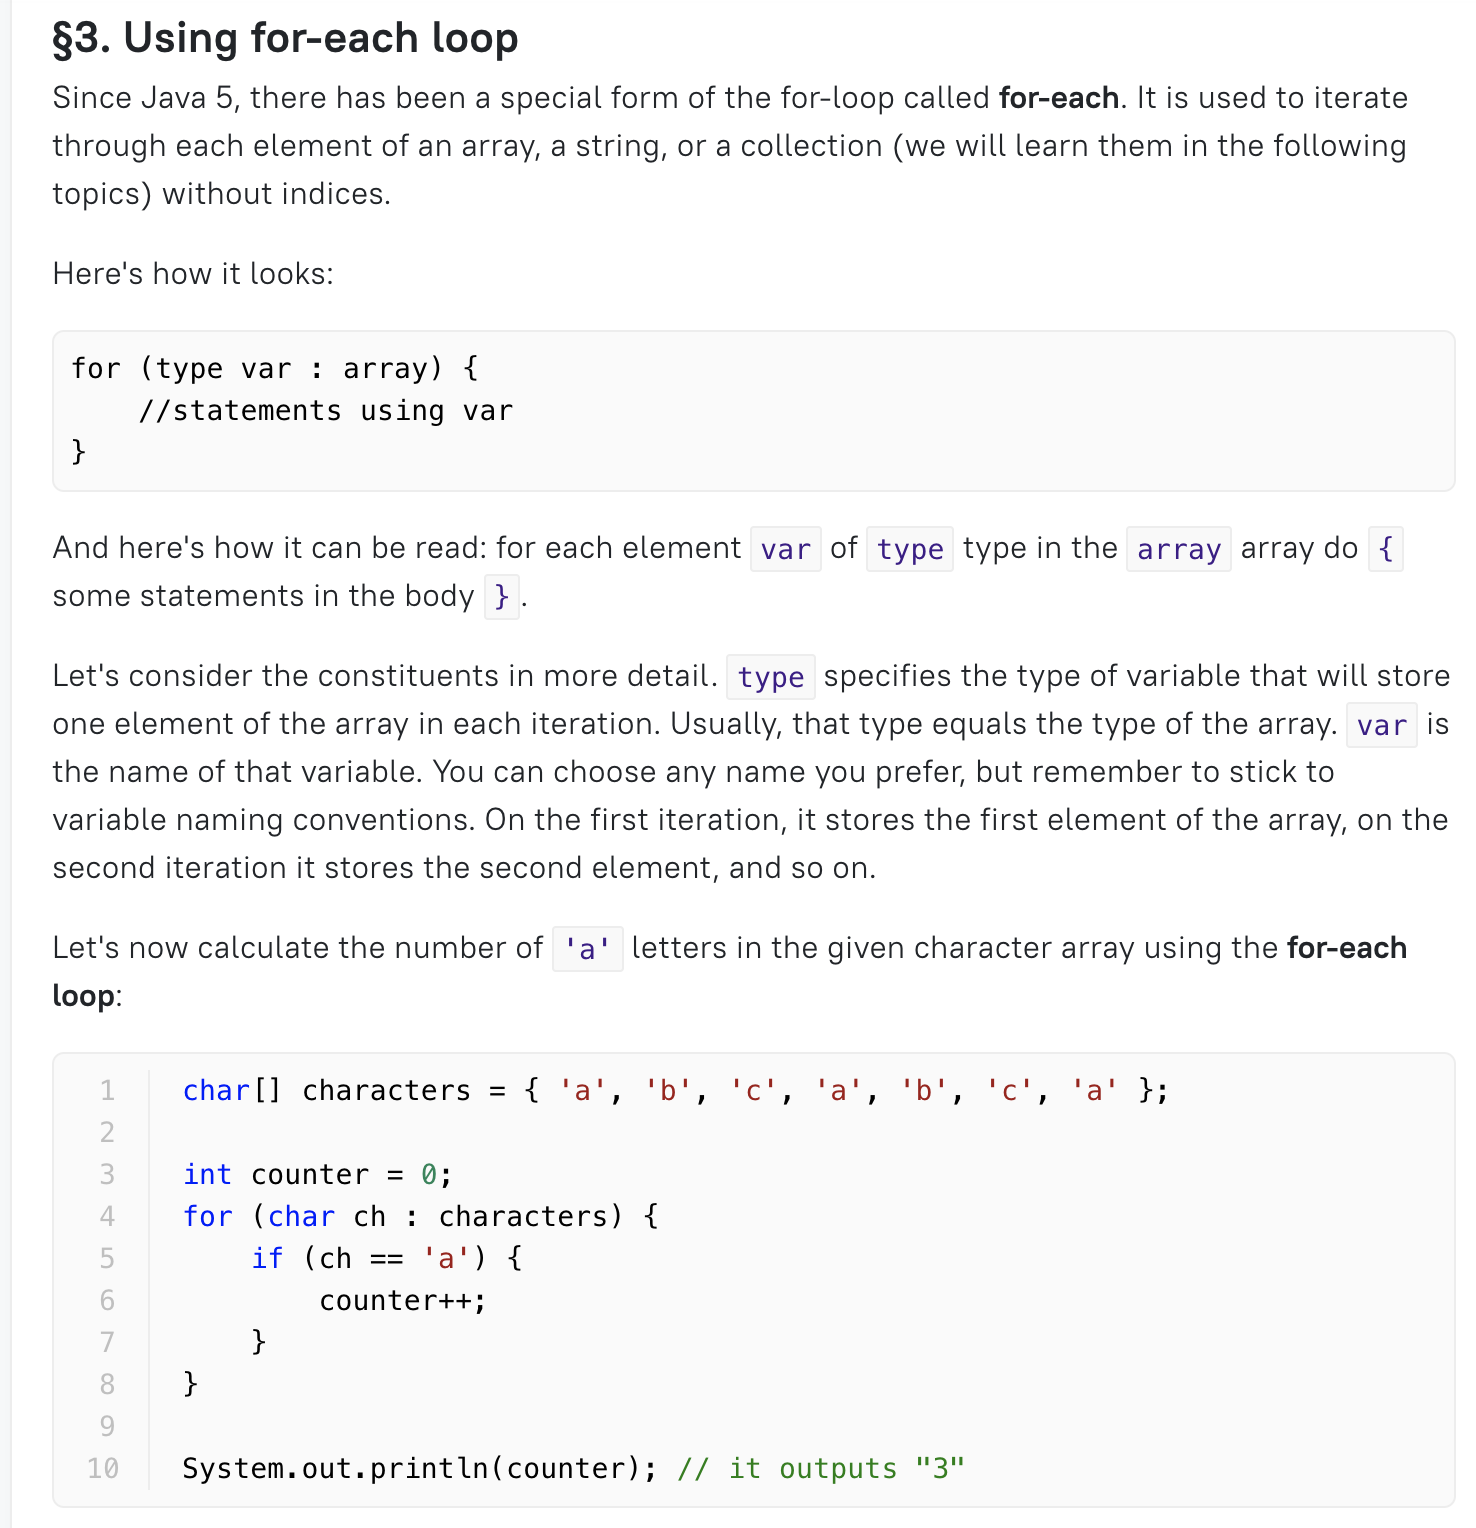 §3. Using for-each loop
Since Java 5, there has been a special form of the for-loop called for-each. It is used to iterate
through each element of an array, a string, or a collection (we will learn them in the following
topics) without indices.
Here's how it looks:
for (type var : array) {
    //statements using var
}
And here's how it can be read: for each element var of type type in the array array do {
some statements in the body }.
Let's consider the constituents in more detail. type specifies the type of variable that will store
one element of the array in each iteration. Usually, that type equals the type of the array. var is
the name of that variable. You can choose any name you prefer, but remember to stick to
variable naming conventions. On the first iteration, it stores the first element of the array, on the
second iteration it stores the second element, and so on.
Let's now calculate the number of 'a' letters in the given character array using the for-each
loop:
1 char[] characters = { 'a', 'b', 'c', 'a', 'b', 'c', 'a' };
2
3 int counter = 0;
4 for (char ch : characters) {
5     if (ch == 'a') {
6         counter++;
7     }
8 }
9
10 System.out.println(counter); // it outputs "3"